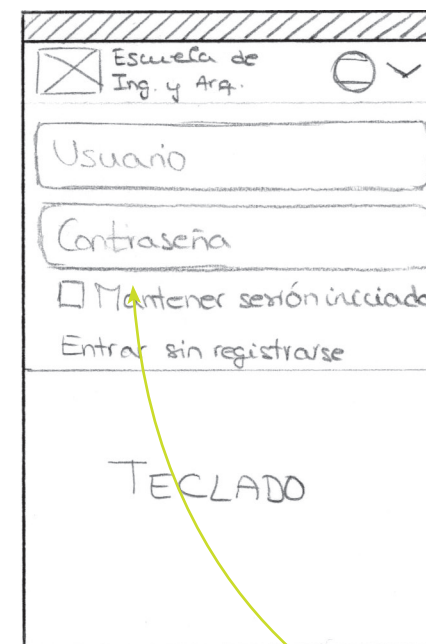 Escuela de
Ing. y Arq.
Usuario
Contraseña
Mantener sesión iniciada
Entrar sin registrarse
TECLADO